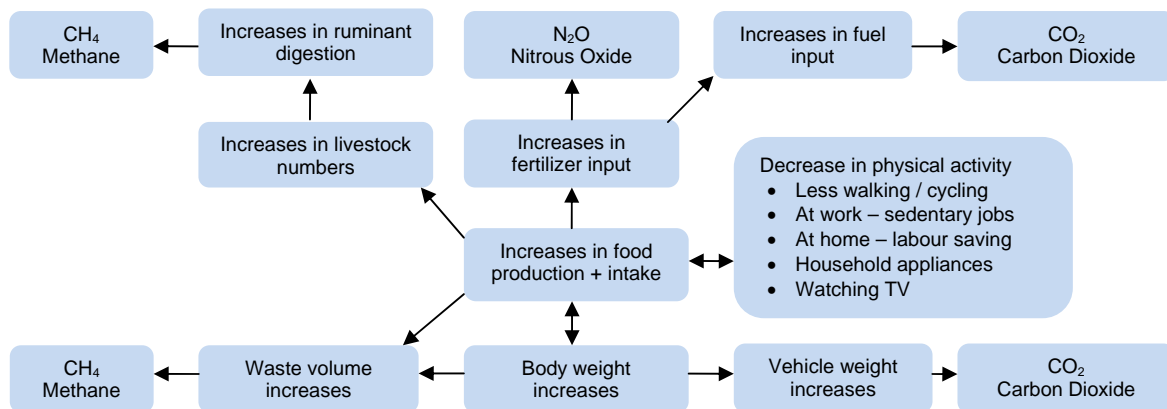 CH₄
Methane
Increases in ruminant
digestion
N₂O
Nitrous Oxide
Increases in fuel
input
CO₂
Carbon Dioxide
Increases in livestock
numbers
Increases in
fertilizer input
Decrease in physical activity
• Less walking / cycling
• At work – sedentary jobs
• At home – labour saving
• Household appliances
• Watching TV
Increases in food
production + intake
CH₄
Methane
Waste volume
increases
Body weight
increases
Vehicle weight
increases
CO₂
Carbon Dioxide